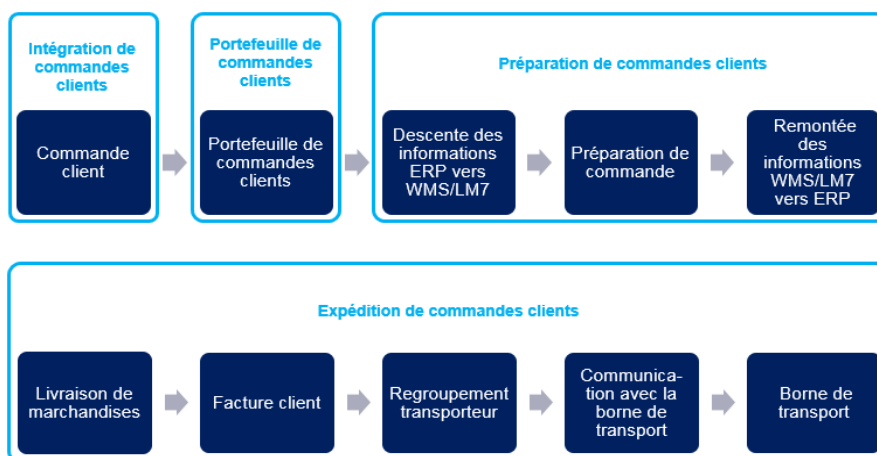 Intégration de
commandes
clients
Portefeuille de
commandes
clients
Préparation de commandes clients
Commande
client
Portefeuille de
commandes
clients
Descente des
informations
ERP vers
WMS/LM7
Préparation de
commande
Remontée
des
informations
WMS/LM7
vers ERP
Expédition de commandes clients
Livraison de
marchandises
Facture client
Regroupement
transporteur
Communica-
tion avec la
borne de
transport
Borne de
transport